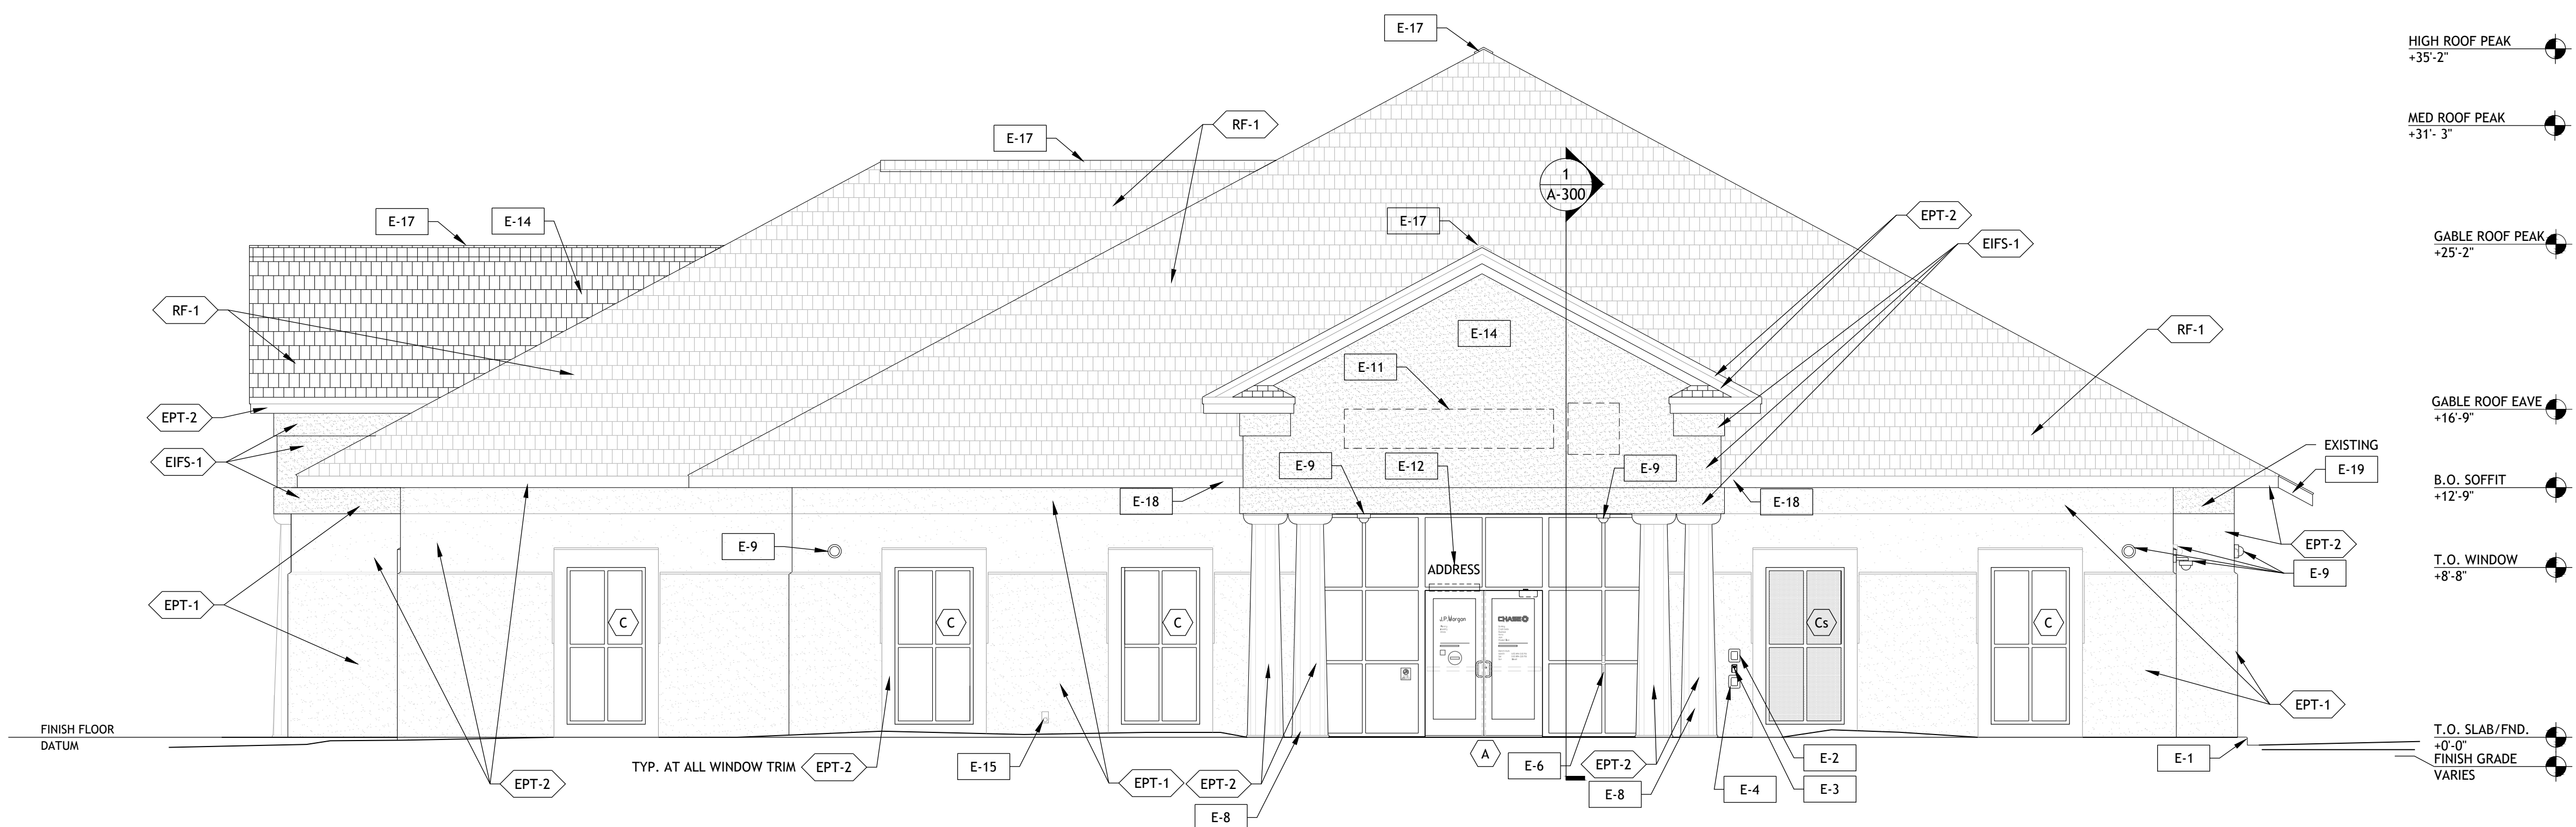 E-17
HIGH ROOF PEAK
+35'-2"
MED ROOF PEAK
+31'- 3"
RF-1
E-17
1
A-300
E-17
E-14
E-17
EPT-2
EIFS-1
GABLE ROOF PEAK
+25'-2"
RF-1
E-14
RF-1
E-11
GABLE ROOF EAVE
+16'-9"
EPT-2
EXISTING
EIFS-1
E-9
E-12
E-9
E-19
E-18
E-18
B.O. SOFFIT
+12'-9"
E-9
EPT-2
ADDRESS
E-9
T.O. WINDOW
+8'-8"
EPT-1
C
C
C
J.P.Morgan
CHASE
Cs
C
EPT-1
FINISH FLOOR
DATUM
T.O. SLAB/FND.
+0'-0"
FINISH GRADE
VARIES
TYP. AT ALL WINDOW TRIM
EPT-2
E-15
A
E-6
EPT-2
E-2
E-1
EPT-2
EPT-1
EPT-2
E-8
E-4
E-3
E-8